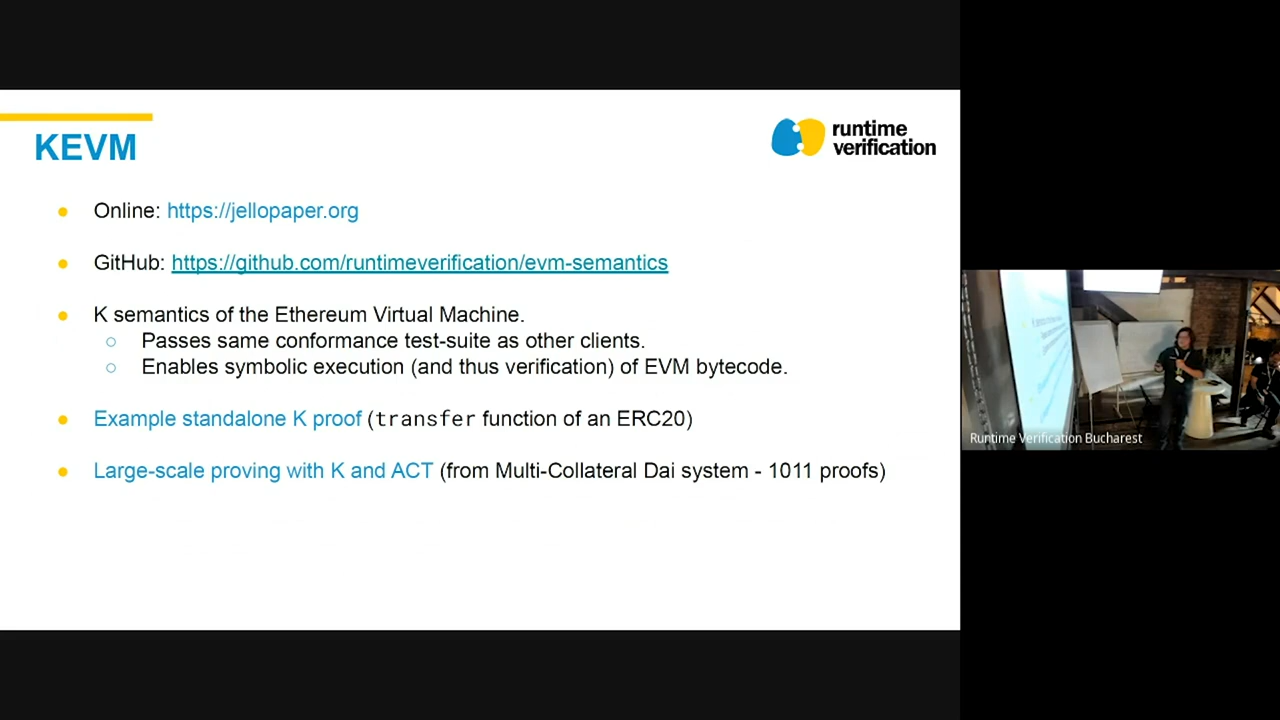 KEVM
runtime
verification
● Online: https://jellopaper.org
● GitHub: https://github.com/runtimeverification/evm-semantics
● K semantics of the Ethereum Virtual Machine.
○ Passes same conformance test-suite as other clients.
○ Enables symbolic execution (and thus verification) of EVM bytecode.
● Example standalone K proof (transfer function of an ERC20)
● Large-scale proving with K and ACT (from Multi-Collateral Dai system - 1011 proofs)
Runtime Verification Bucharest